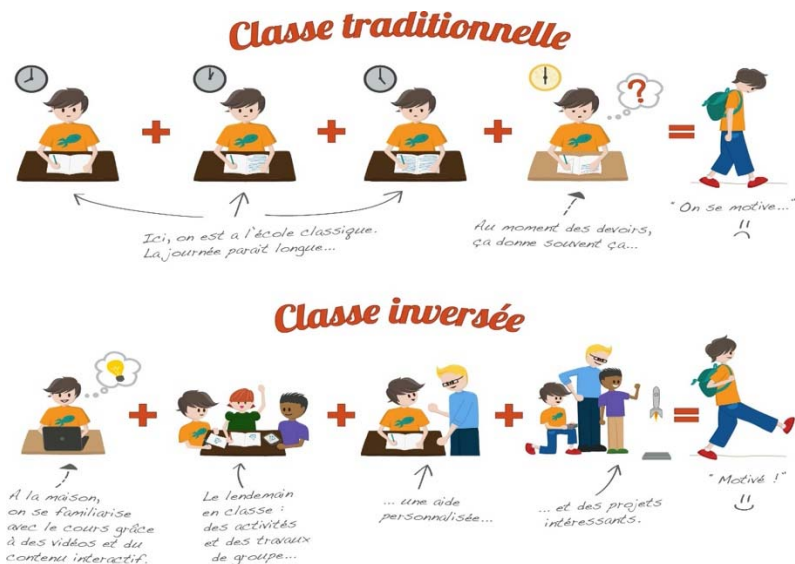 Classe traditionnelle
?
Ici, on est a l'école classique.
La journée parait longue...
Au moment des devoirs,
ça donne souvent ça...
"On se motive..."
Classe inversée
A la maison,
on se familiarise
avec le cours grâce
à des vidéos et du
contenu interactif.
Le lendemain
en classe :
des activités
et des travaux
de groupe...
... une aide
personnalisée...
... et des projets
intéressants.
"Motivé !"